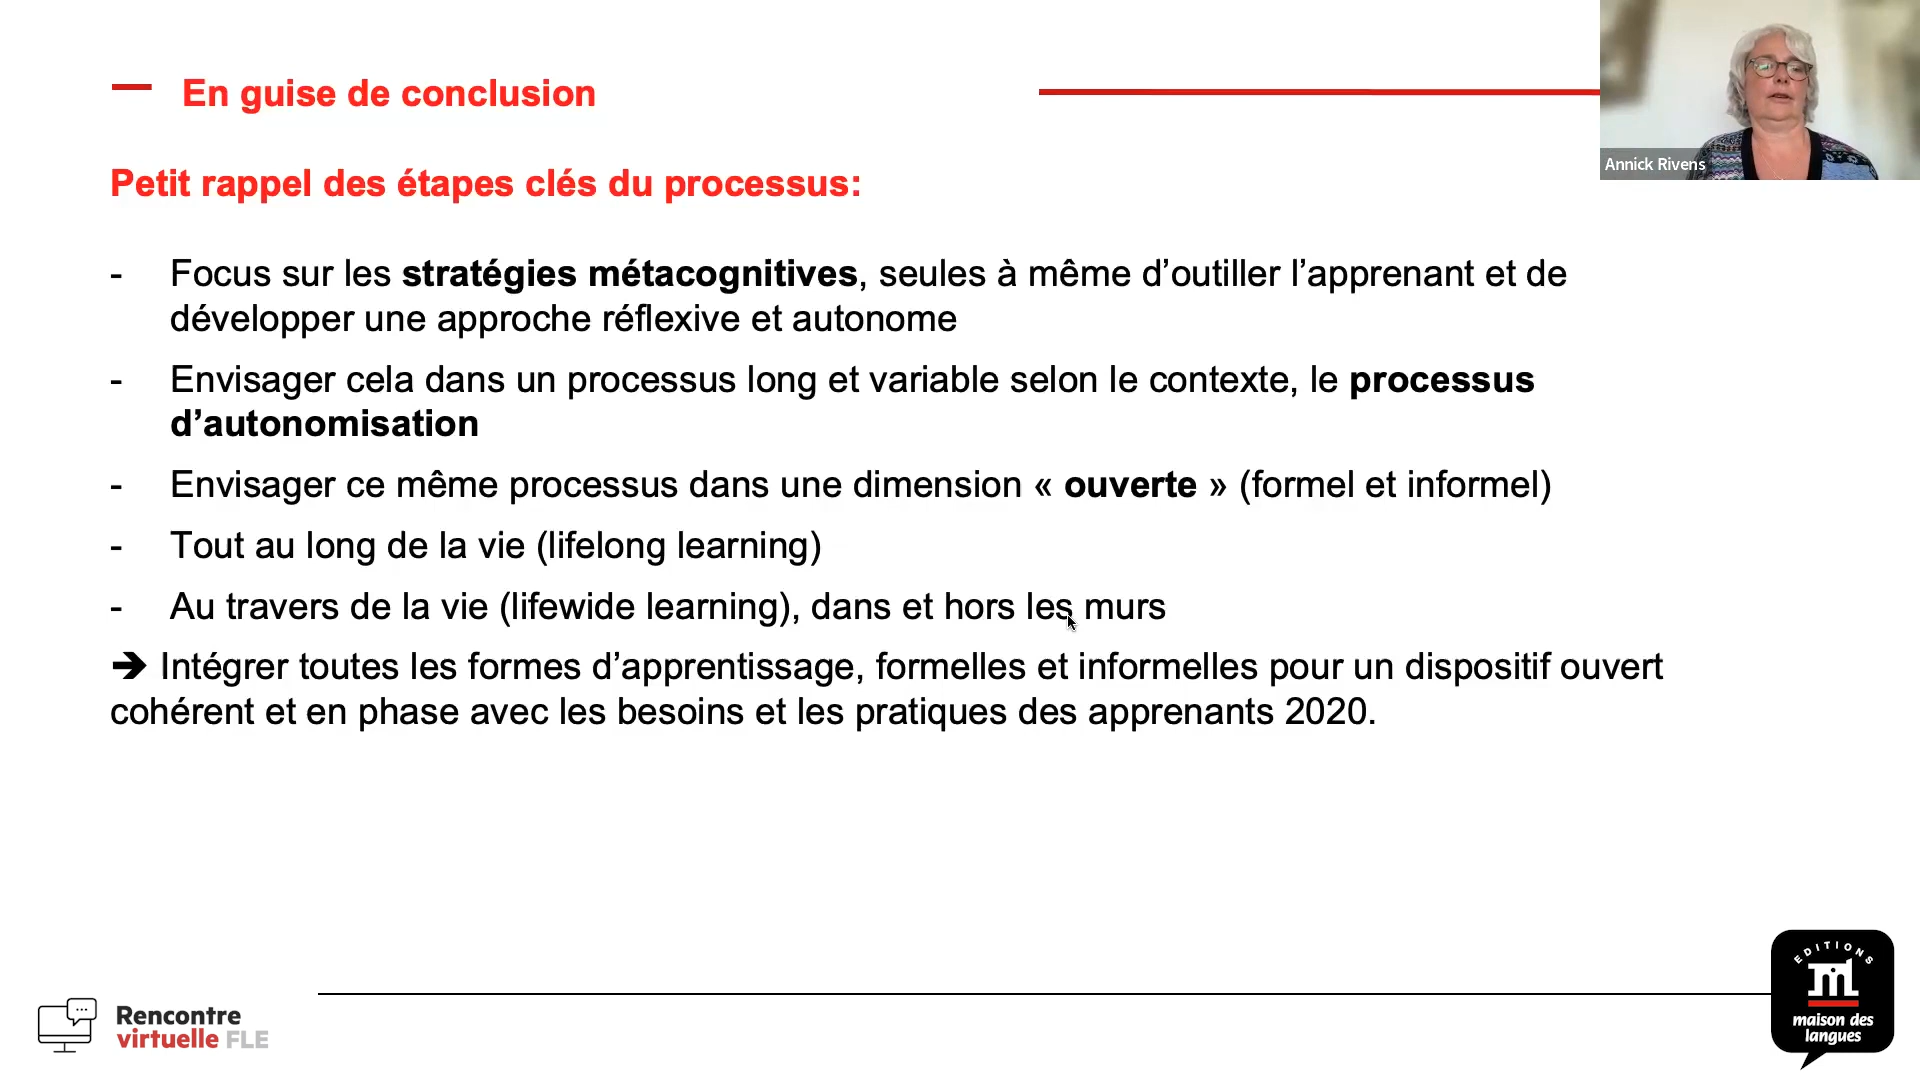 En guise de conclusion
Annick Rivens
Petit rappel des étapes clés du processus:
- Focus sur les stratégies métacognitives, seules à même d’outiller l’apprenant et de
développer une approche réflexive et autonome
- Envisager cela dans un processus long et variable selon le contexte, le processus
d’autonomisation
- Envisager ce même processus dans une dimension « ouverte » (formel et informel)
- Tout au long de la vie (lifelong learning)
- Au travers de la vie (lifewide learning), dans et hors les murs
➔ Intégrer toutes les formes d’apprentissage, formelles et informelles pour un dispositif ouvert
cohérent et en phase avec les besoins et les pratiques des apprenants 2020.
Rencontre
virtuelle FLE
EDITIONS
maison des
langues